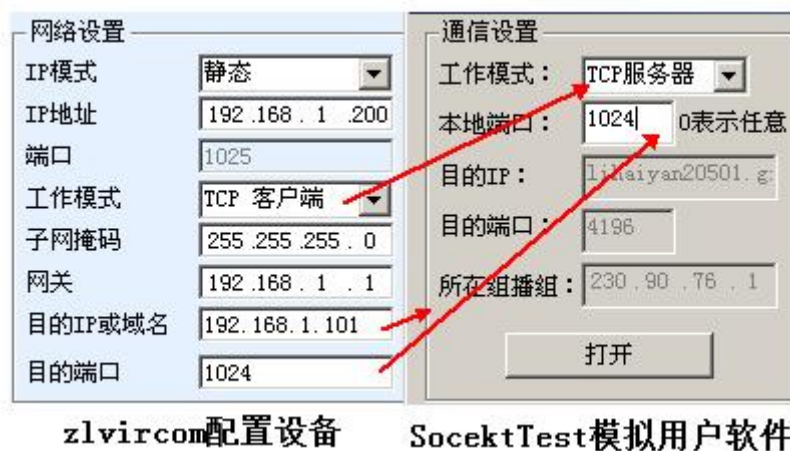 网络设置
IP模式
静态
IP地址
192 .168 . 1 .200
端口
1025
工作模式
TCP 客户端
子网掩码
255 .255 .255 . 0
网关
192 .168 . 1 . 1
目的IP或域名
192.168.1.101
目的端口
1024
zlvircom配置设备
通信设置
工作模式：
TCP服务器
本地端口：
1024
0表示任意
目的IP：
lihaiyan20501.g
目的端口：
4196
所在组播组：
230 .90 .76 . 1
打开
SocektTest模拟用户软件